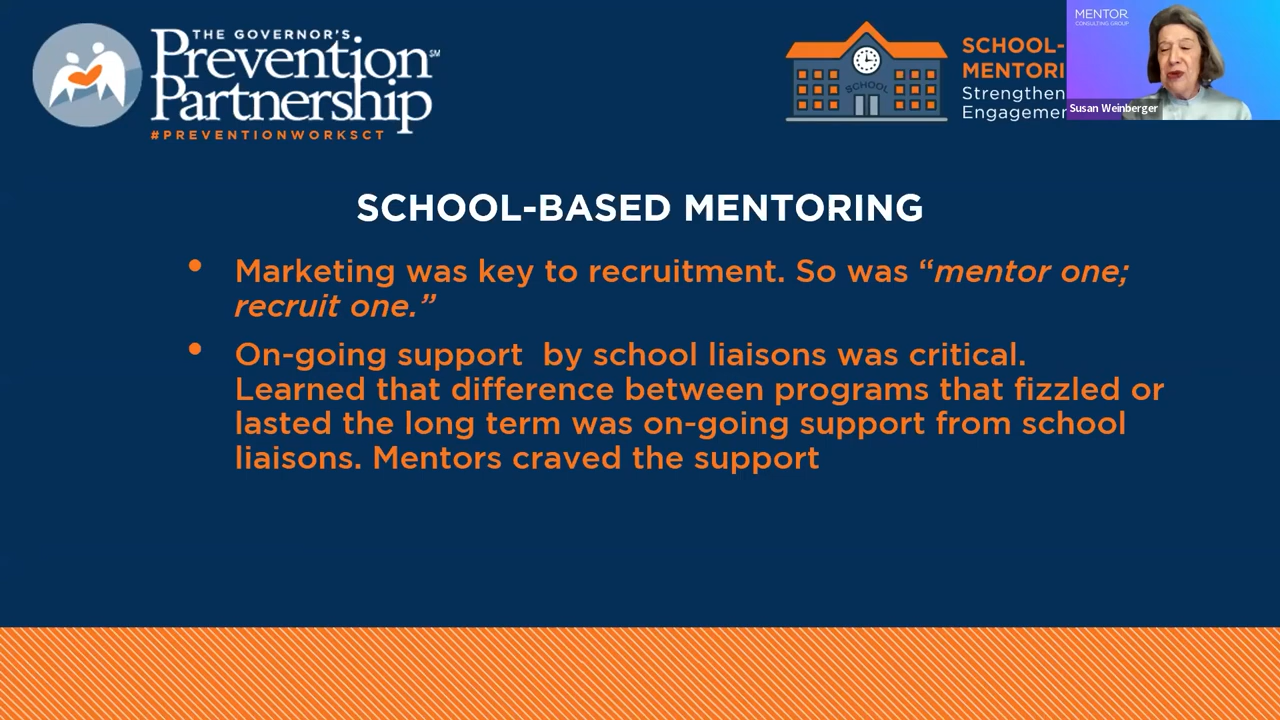 THE GOVERNOR'S
Prevention
Partnership℠
#PREVENTIONWORKSCT
SCHOOL
SCHOOL-
MENTORI
Strengthen
Engagemen
MENTOR
CONSULTING GROUP
Susan Weinberger
SCHOOL-BASED MENTORING
• Marketing was key to recruitment. So was “mentor one;
recruit one.”
• On-going support  by school liaisons was critical.
Learned that difference between programs that fizzled or
lasted the long term was on-going support from school
liaisons. Mentors craved the support